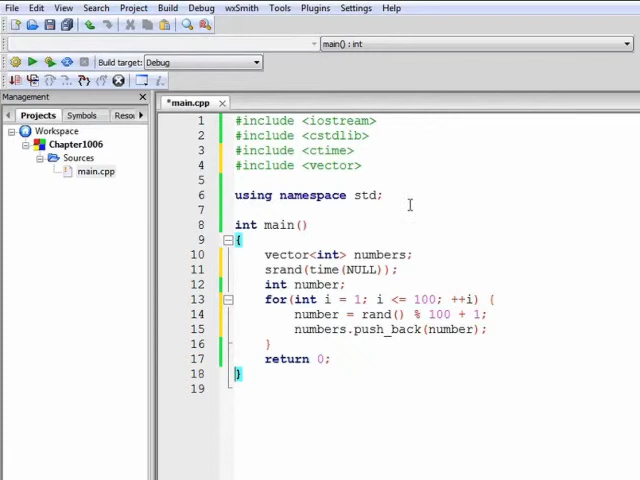 File Edit View Search Project Build Debug wxSmith Tools Plugins Settings Help
main() : int
Build target: Debug
Management
Projects Symbols Resou
Workspace
Chapter1006
Sources
main.cpp
*main.cpp
1 #include <iostream>
2 #include <cstdlib>
3 #include <ctime>
4 #include <vector>
5
6 using namespace std;
7
8 int main()
9 {
10 vector<int> numbers;
11 srand(time(NULL));
12 int number;
13 for(int i = 1; i <= 100; ++i) {
14 number = rand() % 100 + 1;
15 numbers.push_back(number);
16 }
17 return 0;
18 }
19